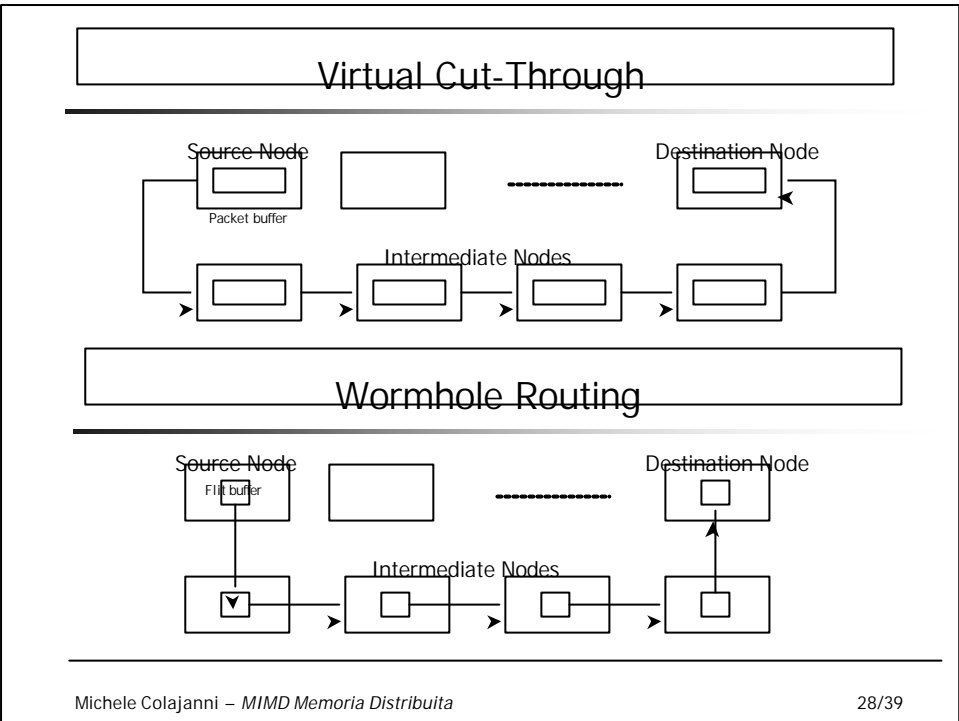 Virtual Cut-Through
Source Node
Destination Node
Packet buffer
Intermediate Nodes
Wormhole Routing
Source Node
Destination Node
Flit buffer
Intermediate Nodes
Michele Colajanni – MIMD Memoria Distribuita
28/39